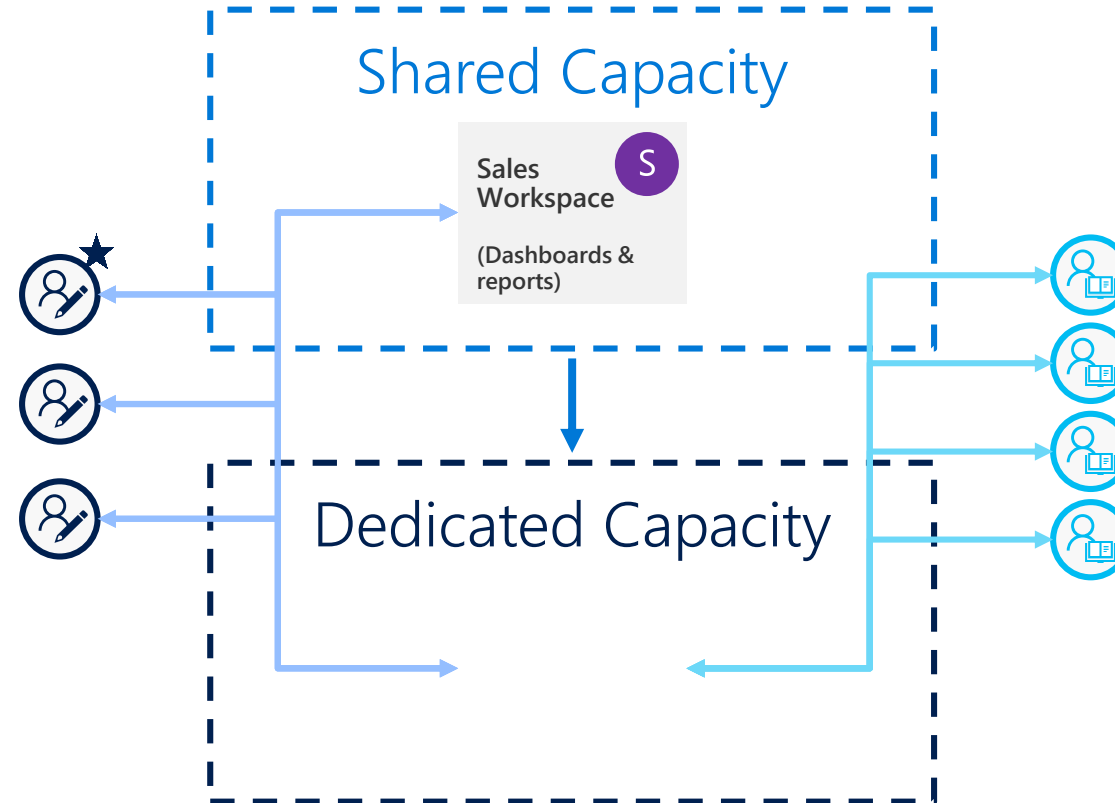 Shared Capacity
Sales
Workspace
S
(Dashboards &
reports)
Dedicated Capacity